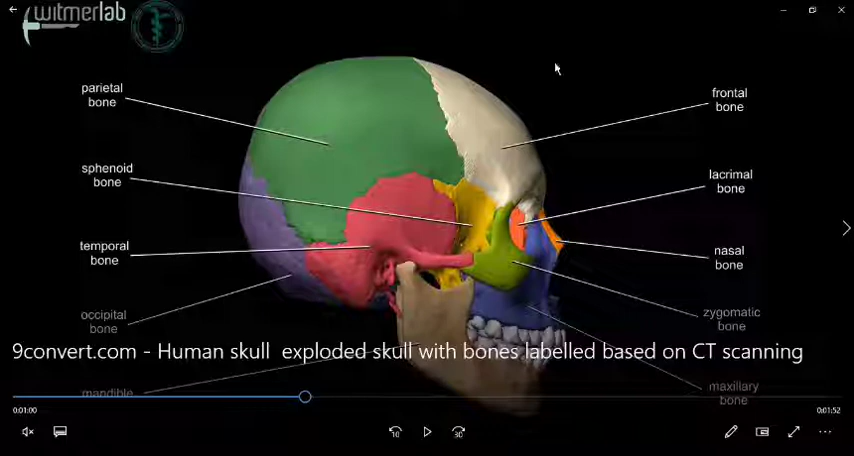 witmerlab
parietal
bone
frontal
bone
sphenoid
bone
lacrimal
bone
temporal
bone
nasal
bone
occipital
bone
zygomatic
bone
9convert.com - Human skull exploded skull with bones labelled based on CT scanning
mandible
maxillary
bone
0:01:00
0:01:52
10
30